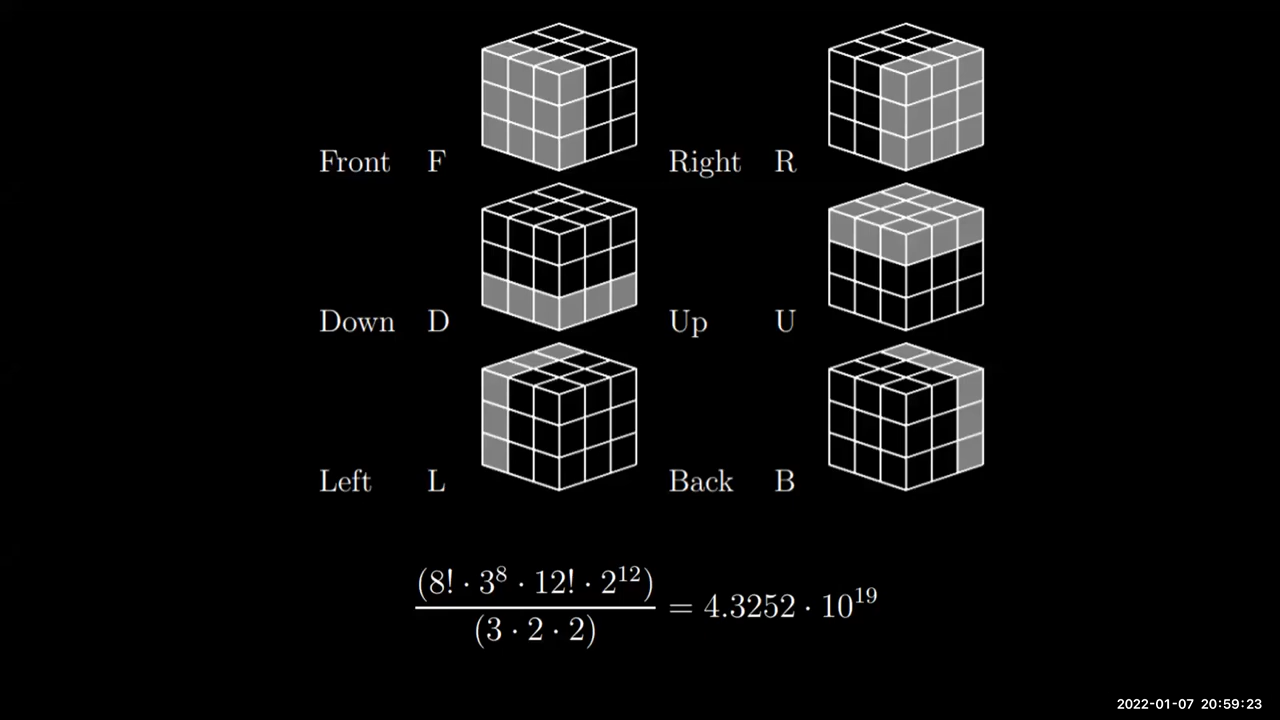 Front F Right R
Down D Up U
Left L Back B
(8! · 3⁸ · 12! · 2¹²)
(3 · 2 · 2)
= 4.3252 · 10¹⁹
2022-01-07 20:59:23